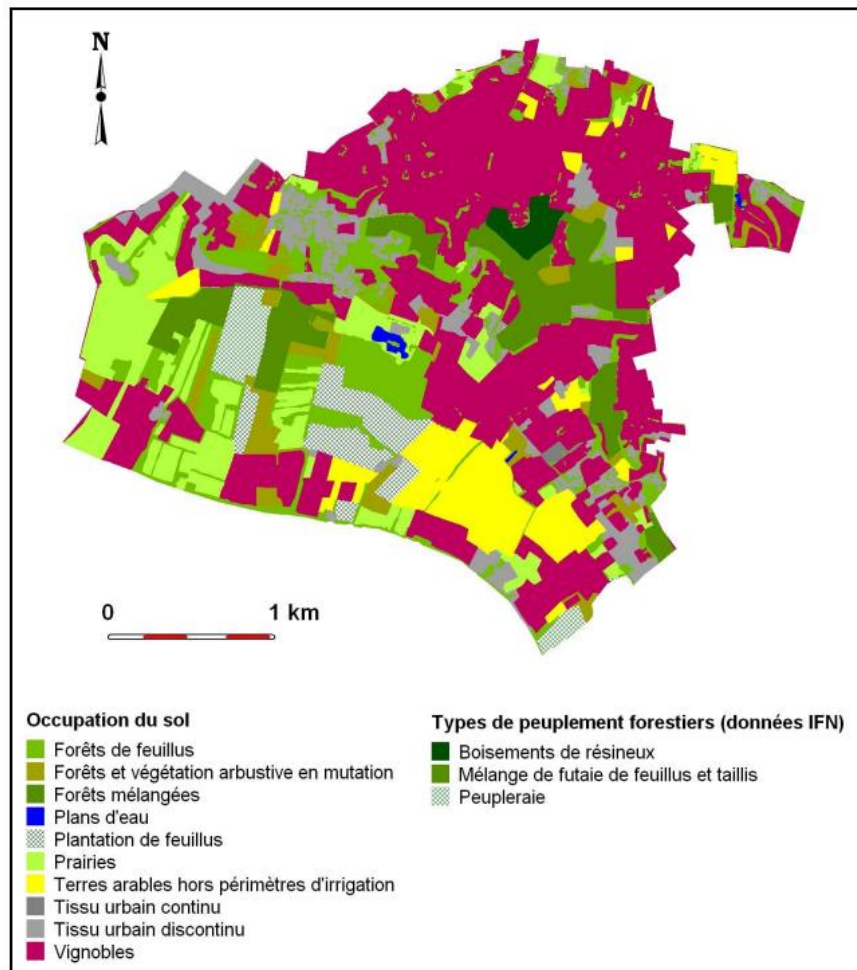 N
0 1 km
Occupation du sol
Forêts de feuillus
Forêts et végétation arbustive en mutation
Forêts mélangées
Plans d'eau
Plantation de feuillus
Prairies
Terres arables hors périmètres d'irrigation
Tissu urbain continu
Tissu urbain discontinu
Vignobles
Types de peuplement forestiers (données IFN)
Boisements de résineux
Mélange de futaie de feuillus et taillis
Peupleraie